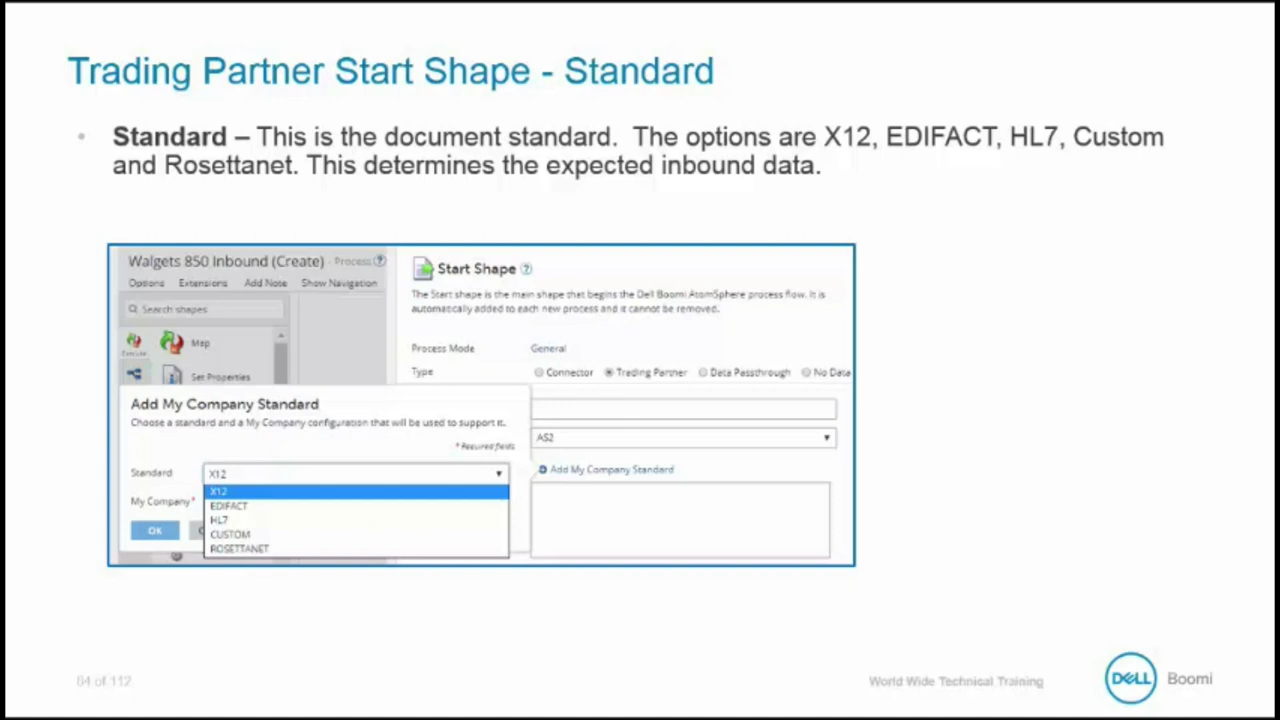 Trading Partner Start Shape - Standard
• Standard – This is the document standard. The options are X12, EDIFACT, HL7, Custom
and Rosettanet. This determines the expected inbound data.
Walgets 850 Inbound (Create) - Process ?
Options Extensions Add Note Show Navigation
Search shapes
Execute
Map
Set Properties
Start Shape ?
The Start shape is the main shape that begins the Dell Boomi AtomSphere process flow. It is
automatically added to each new process and it cannot be removed.
Process Mode General
Type Connector Trading Partner Data Passthrough No Data
AS2
Add My Company Standard
Add My Company Standard
Choose a standard and a My Company configuration that will be used to support it.
* Required fields
Standard X12
X12
My Company*
EDIFACT
HL7
OK
CUSTOM
ROSETTANET
64 of 112
World Wide Technical Training
DELL Boomi